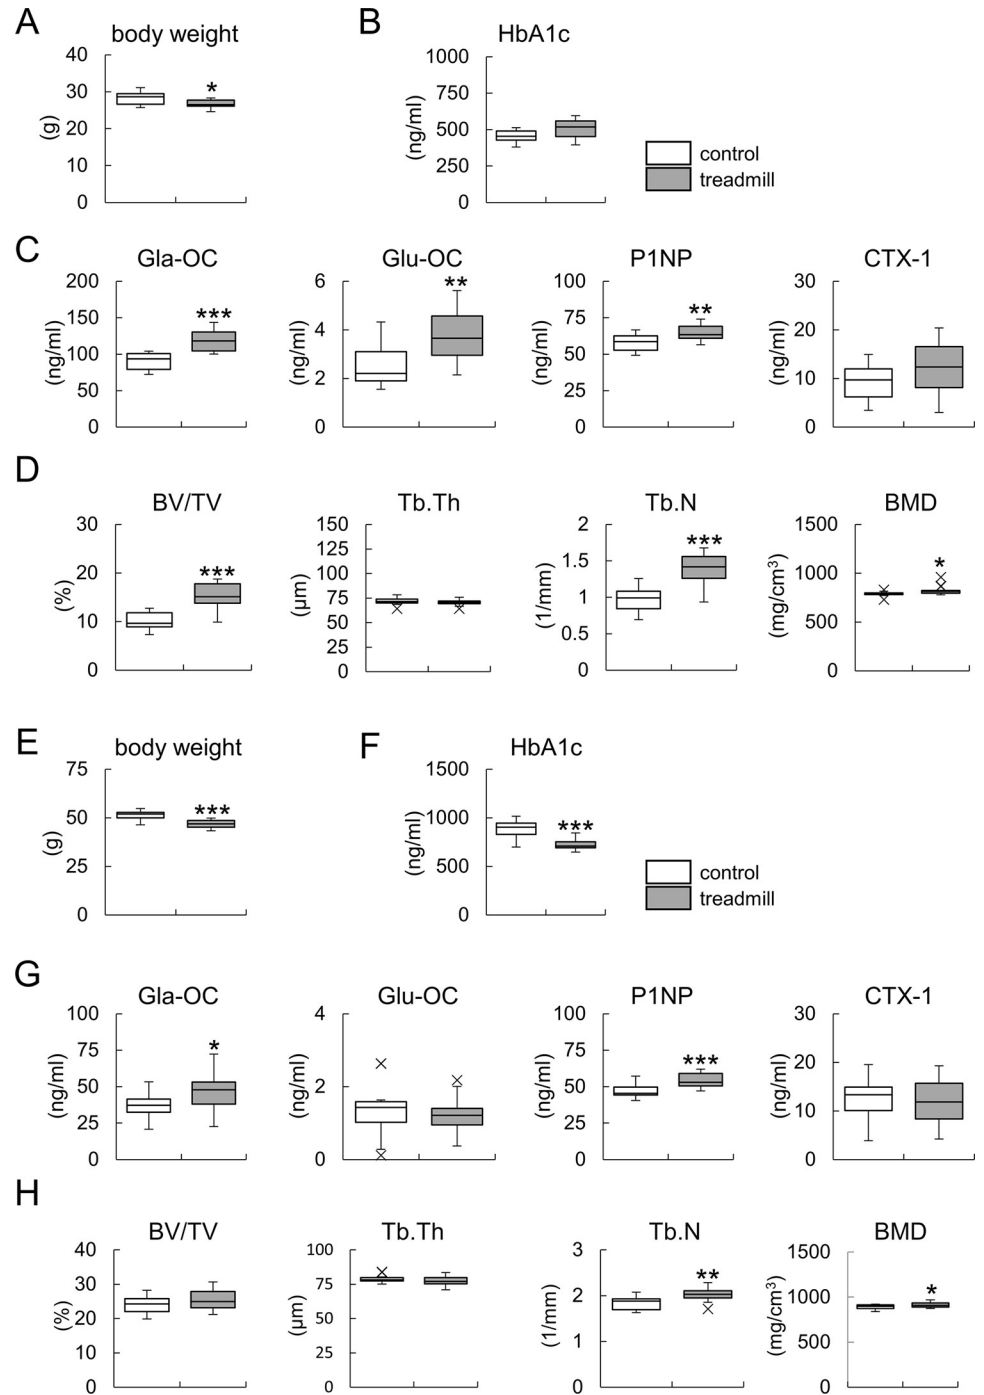 A
body weight
(g)
40
30
20
10
0
*
B
HbA1c
(ng/ml)
1000
750
500
250
0
control
treadmill
C
Gla-OC
(ng/ml)
200
150
100
50
0
***
Glu-OC
(ng/ml)
6
4
2
0
**
P1NP
(ng/ml)
100
75
50
25
0
**
CTX-1
(ng/ml)
30
20
10
0
D
BV/TV
(%)
30
20
10
0
***
Tb.Th
(μm)
150
125
100
75
50
25
0
Tb.N
(1/mm)
2
1.5
1
0.5
0
***
BMD
(mg/cm³)
1500
1000
500
0
*
E
body weight
(g)
75
50
25
0
***
F
HbA1c
(ng/ml)
1500
1000
500
0
***
control
treadmill
G
Gla-OC
(ng/ml)
100
75
50
25
0
*
Glu-OC
(ng/ml)
4
2
0
P1NP
(ng/ml)
100
75
50
25
0
***
CTX-1
(ng/ml)
30
20
10
0
H
BV/TV
(%)
40
30
20
10
0
Tb.Th
(μm)
100
75
50
25
0
Tb.N
(1/mm)
3
2
1
0
**
BMD
(mg/cm³)
1500
1000
500
0
*